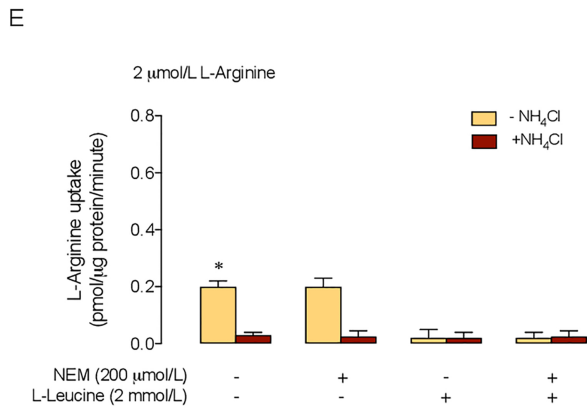 E
2 μmol/L L-Arginine
- NH₄Cl
+NH₄Cl
L-Arginine uptake
(pmol/μg protein/minute)
0.8
0.6
0.4
0.2
0.0
*
NEM (200 μmol/L) - + - +
L-Leucine (2 mmol/L) - - + +